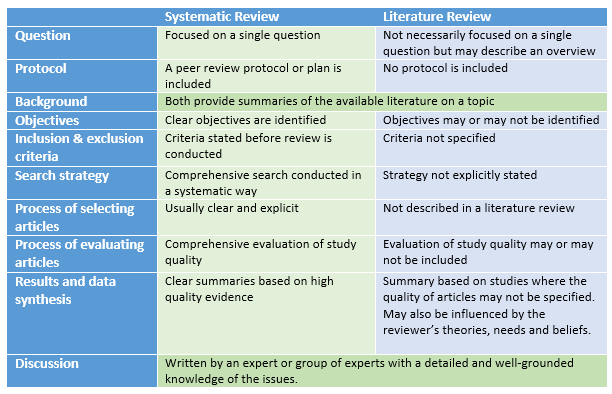 Systematic Review Literature Review
Question Focused on a single question Not necessarily focused on a single
question but may describe an overview
Protocol A peer review protocol or plan is No protocol is included
included
Background Both provide summaries of the available literature on a topic
Objectives Clear objectives are identified Objectives may or may not be identified
Inclusion & exclusion Criteria stated before review is Criteria not specified
criteria conducted
Search strategy Comprehensive search conducted Strategy not explicitly stated
in a systematic way
Process of selecting Usually clear and explicit Not described in a literature review
articles
Process of evaluating Comprehensive evaluation of study Evaluation of study quality may or may
articles quality not be included
Results and data Clear summaries based on high Summary based on studies where the
synthesis quality evidence quality of articles may not be specified.
May also be influenced by the
reviewer's theories, needs and beliefs.
Discussion Written by an expert or group of experts with a detailed and well-grounded
knowledge of the issues.